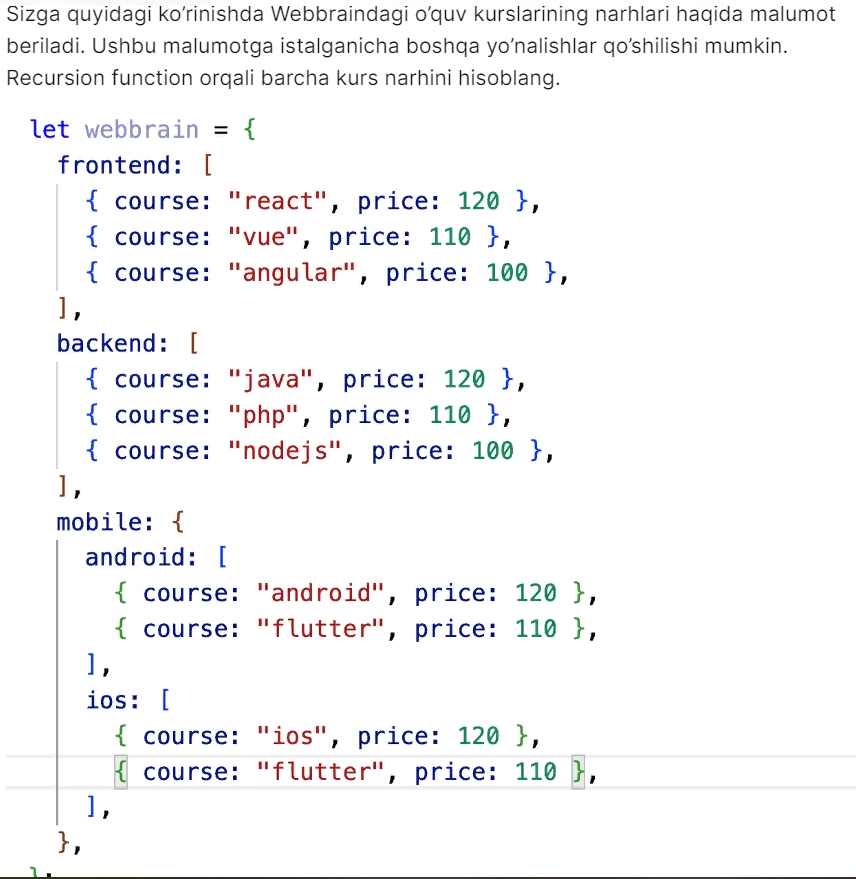 Sizga quyidagi ko’rinishda Webbraindagi o’quv kurslarining narhlari haqida malumot
beriladi. Ushbu malumotga istalganicha boshqa yo’nalishlar qo’shilishi mumkin.
Recursion function orqali barcha kurs narhini hisoblang.
let webbrain = {
frontend: [
{ course: "react", price: 120 },
{ course: "vue", price: 110 },
{ course: "angular", price: 100 },
],
backend: [
{ course: "java", price: 120 },
{ course: "php", price: 110 },
{ course: "nodejs", price: 100 },
],
mobile: {
android: [
{ course: "android", price: 120 },
{ course: "flutter", price: 110 },
],
ios: [
{ course: "ios", price: 120 },
{ course: "flutter", price: 110 },
],
},
};